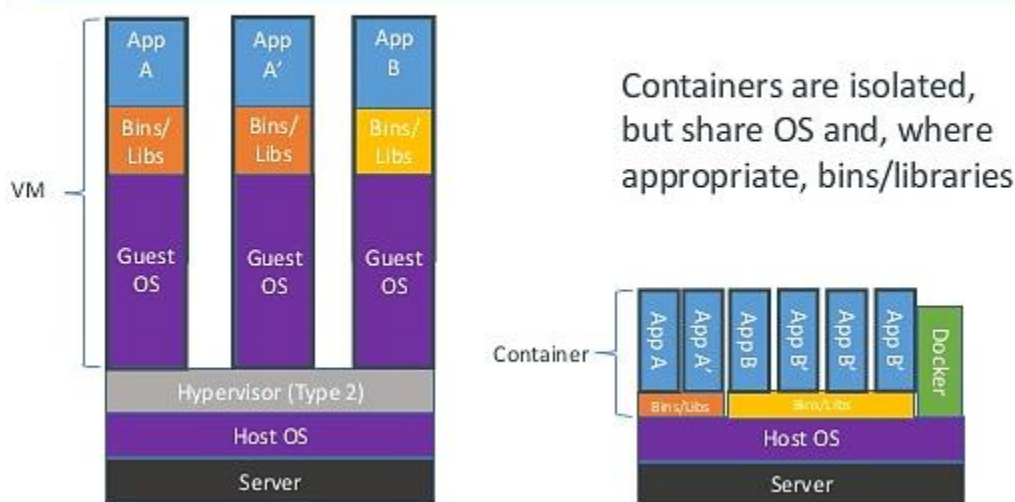 App
A
App
A'
App
B
Bins/
Libs
Bins/
Libs
Bins/
Libs
VM
Guest
OS
Guest
OS
Guest
OS
Hypervisor (Type 2)
Host OS
Server
Containers are isolated,
but share OS and, where
appropriate, bins/libraries
Container
App A
App A'
App B
App B'
App B'
App B'
Docker
Bins/Libs
Bins/Libs
Host OS
Server